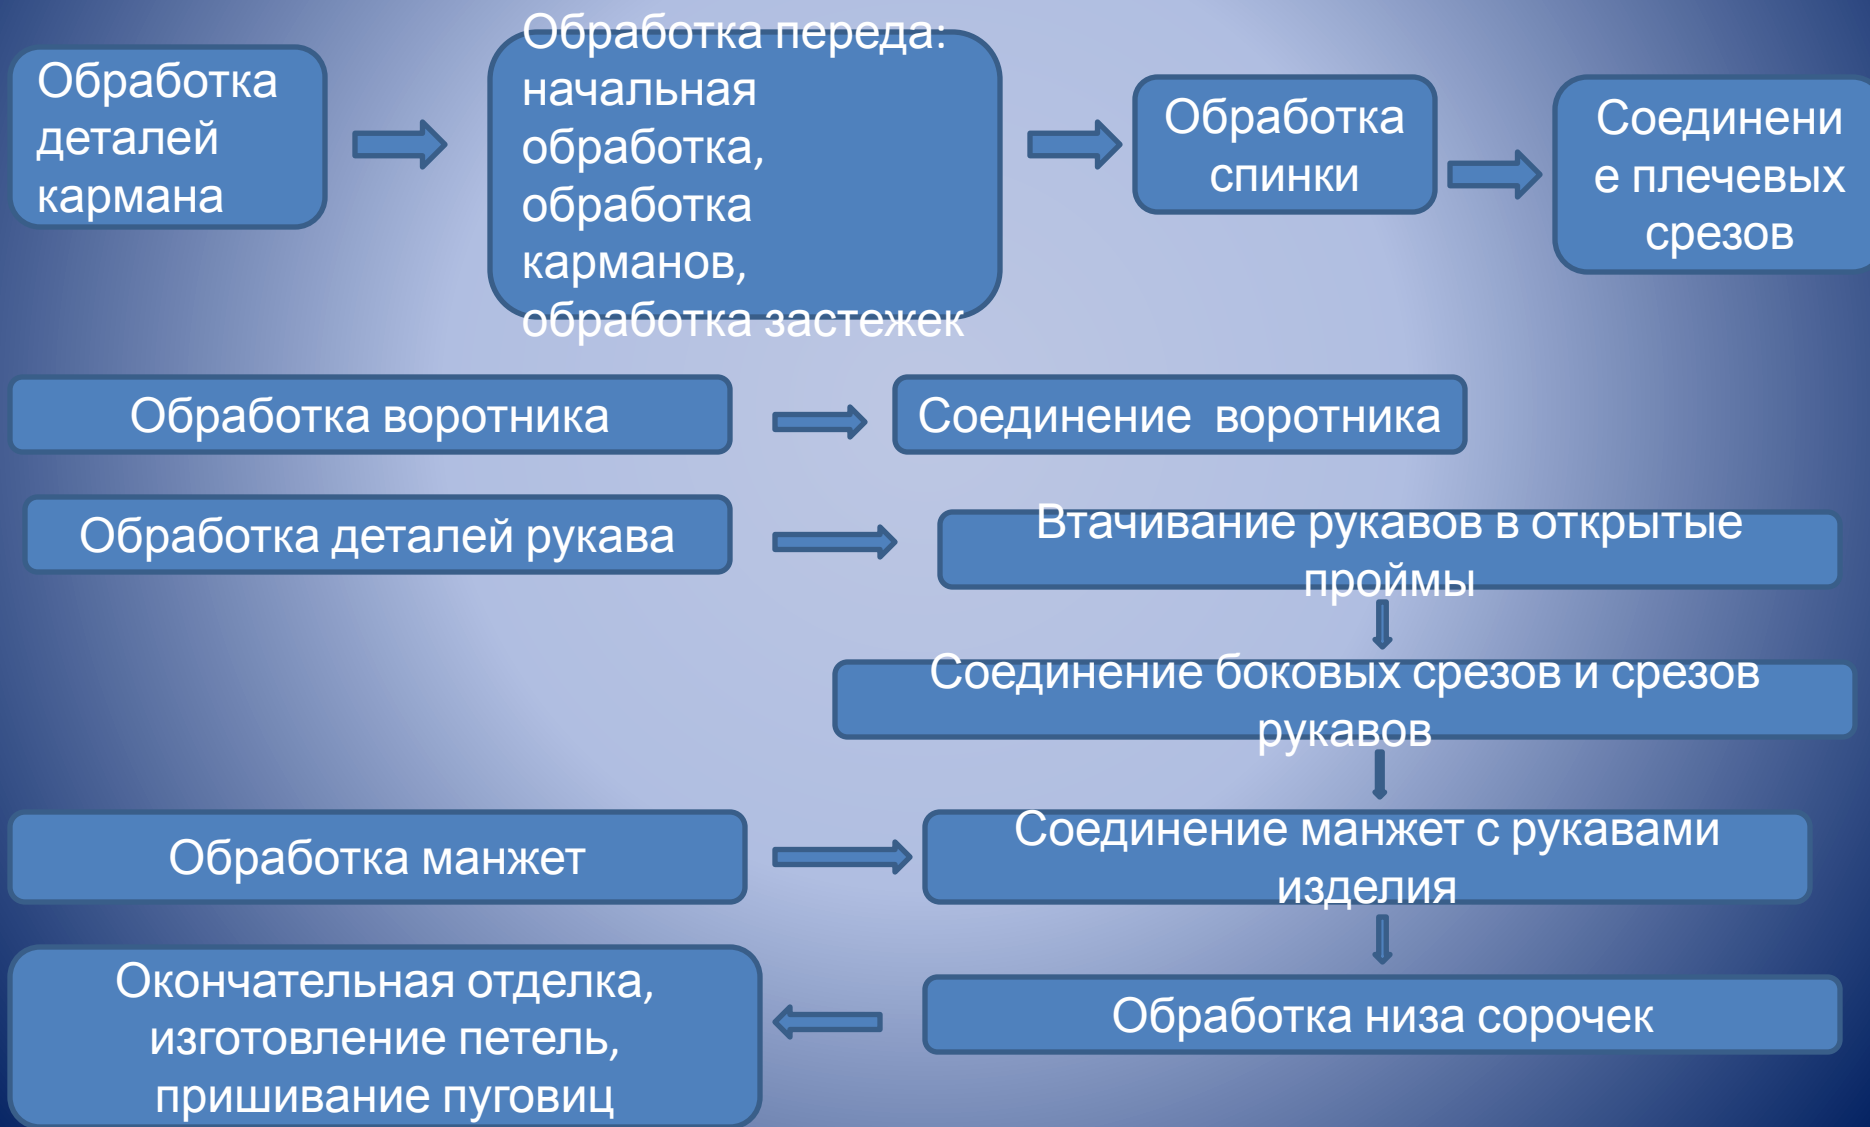 Обработка
деталей
кармана
Обработка переда:
начальная
обработка,
обработка
карманов,
обработка застежек
Обработка
спинки
Соединени
е плечевых
срезов
Обработка воротника
Соединение  воротника
Обработка деталей рукава
Втачивание рукавов в открытые
проймы
Соединение боковых срезов и срезов
рукавов
Обработка манжет
Соединение манжет с рукавами
изделия
Окончательная отделка,
изготовление петель,
пришивание пуговиц
Обработка низа сорочек